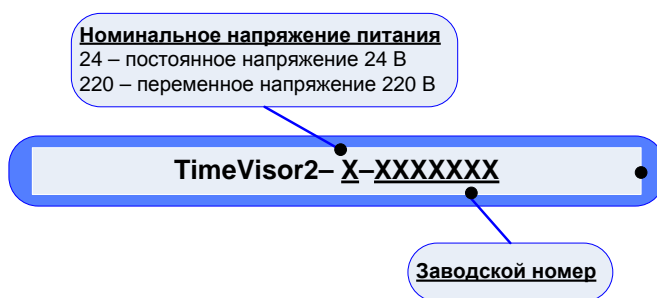 Номинальное напряжение питания
24 – постоянное напряжение 24 В
220 – переменное напряжение 220 В
TimeVisor2– X–XXXXXXX
Заводской номер